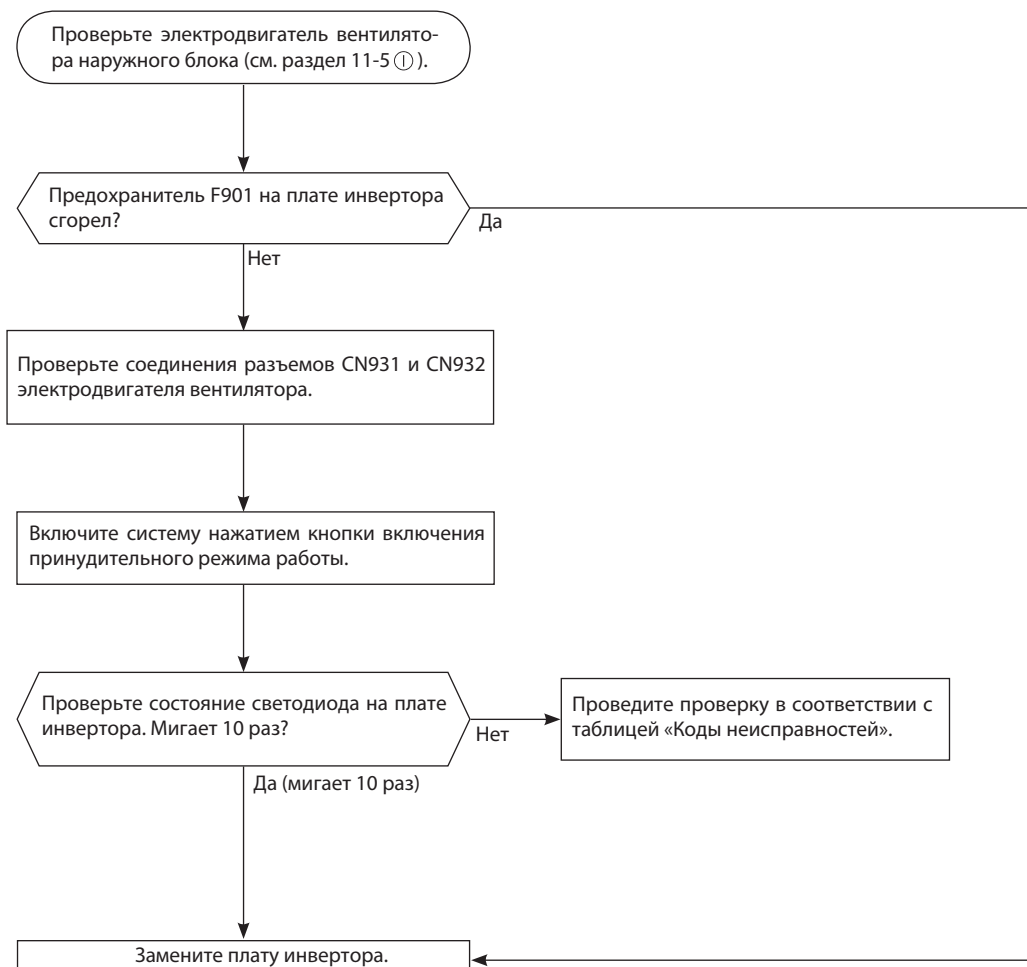 Проверьте электродвигатель вентилято-
ра наружного блока (см. раздел 11-5 Ⓘ ).
Предохранитель F901 на плате инвертора
сгорел?
Да
Нет
Проверьте соединения разъемов CN931 и CN932
электродвигателя вентилятора.
Включите систему нажатием кнопки включения
принудительного режима работы.
Проверьте состояние светодиода на плате
инвертора. Мигает 10 раз?
Нет
Проведите проверку в соответствии с
таблицей «Коды неисправностей».
Да (мигает 10 раз)
Замените плату инвертора.